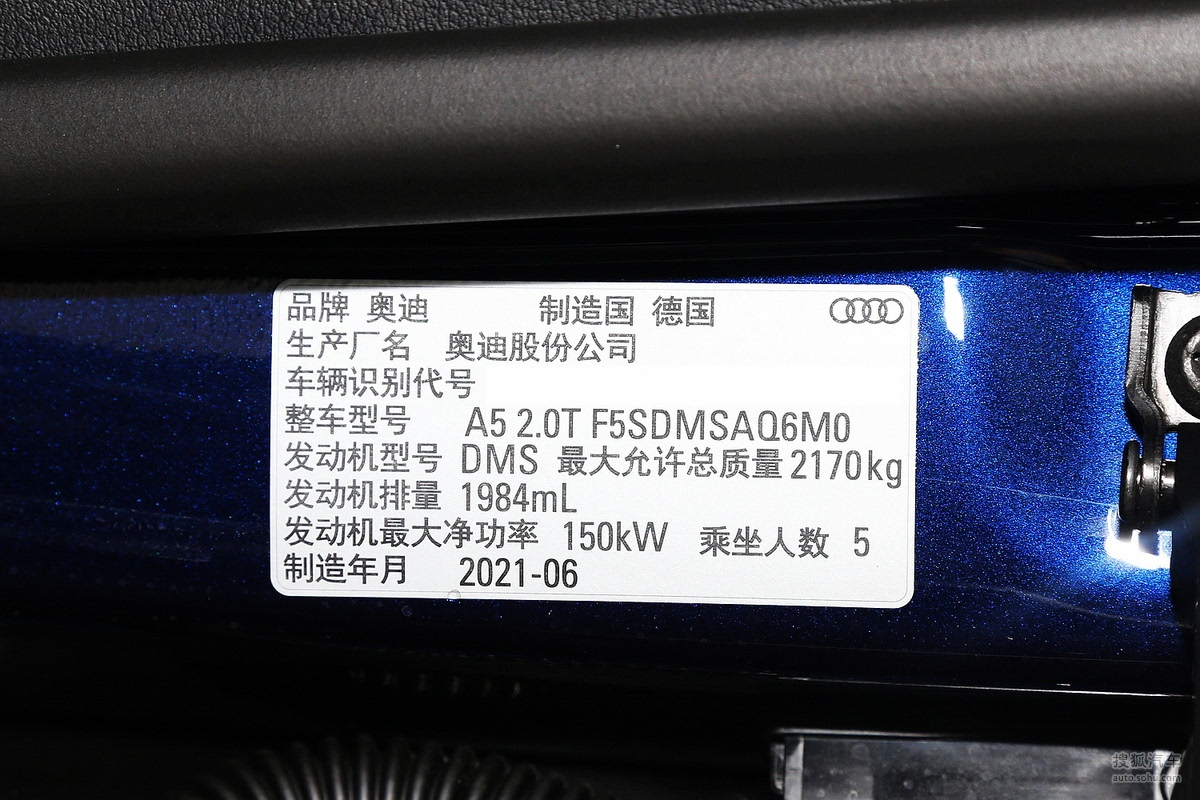 品牌 奥迪 制造国 德国
生产厂名 奥迪股份公司
车辆识别代号
整车型号 A5 2.0T F5SDMSAQ6M0
发动机型号 DMS 最大允许总质量 2170kg
发动机排量 1984mL
发动机最大净功率 150kW 乘坐人数 5
制造年月 2021-06
搜狐汽车
auto.sohu.com